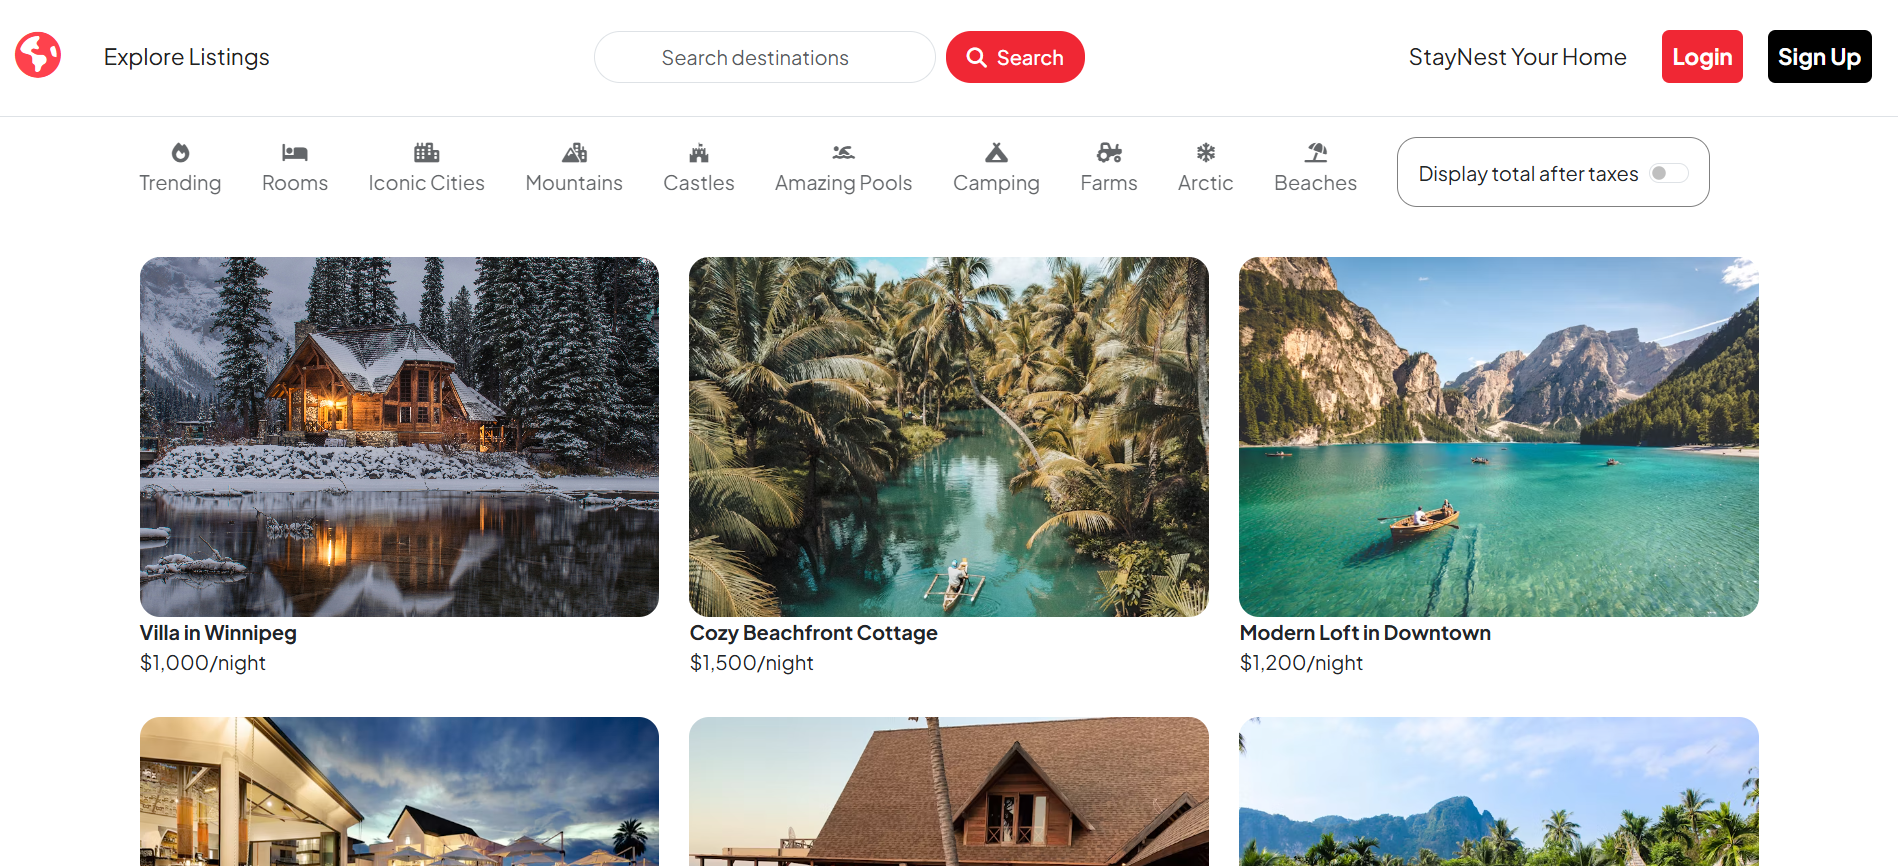 Explore Listings
Search destinations
Search
StayNest Your Home
Login
Sign Up
Trending
Rooms
Iconic Cities
Mountains
Castles
Amazing Pools
Camping
Farms
Arctic
Beaches
Display total after taxes
Villa in Winnipeg
$1,000/night
Cozy Beachfront Cottage
$1,500/night
Modern Loft in Downtown
$1,200/night